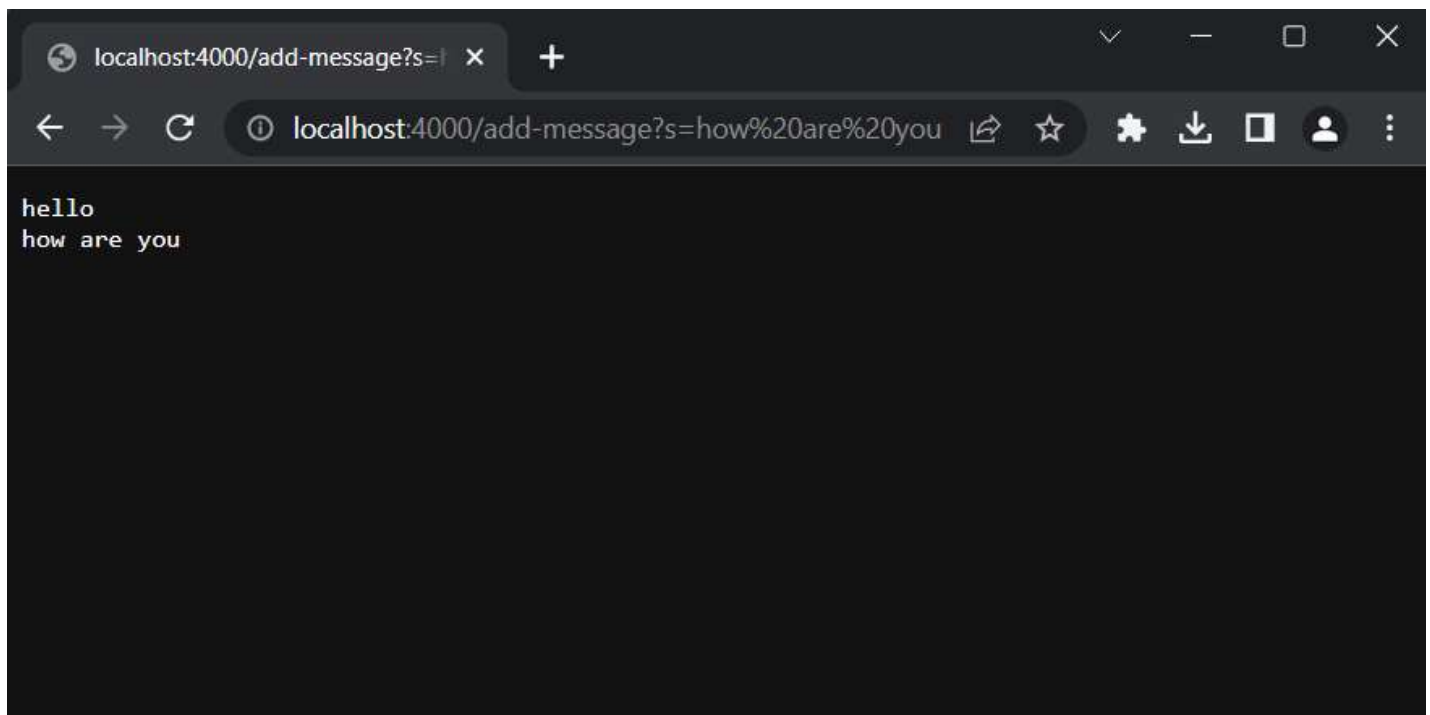 localhost:4000/add-message?s=h
localhost:4000/add-message?s=how%20are%20you
hello
how are you